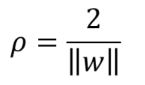 ρ = 2 / ‖w‖